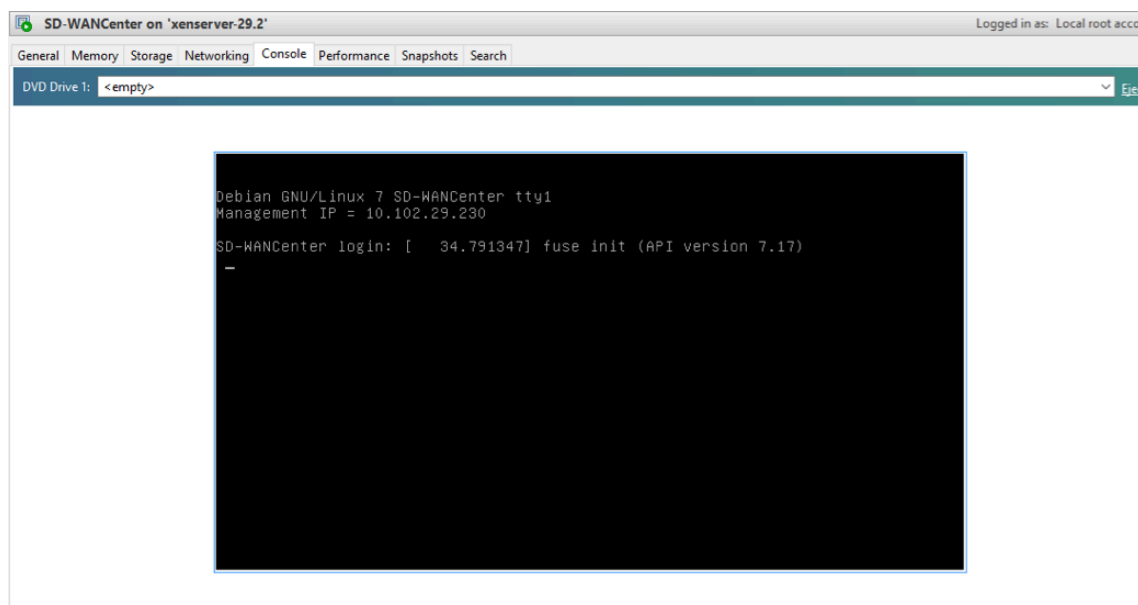 SD-WANCenter on 'xenserver-29.2'
Logged in as: Local root acco
General Memory Storage Networking Console Performance Snapshots Search
DVD Drive 1: <empty> Eje
Debian GNU/Linux 7 SD-WANCenter tty1
Management IP = 10.102.29.230
SD-WANCenter login: [   34.791347] fuse init (API version 7.17)